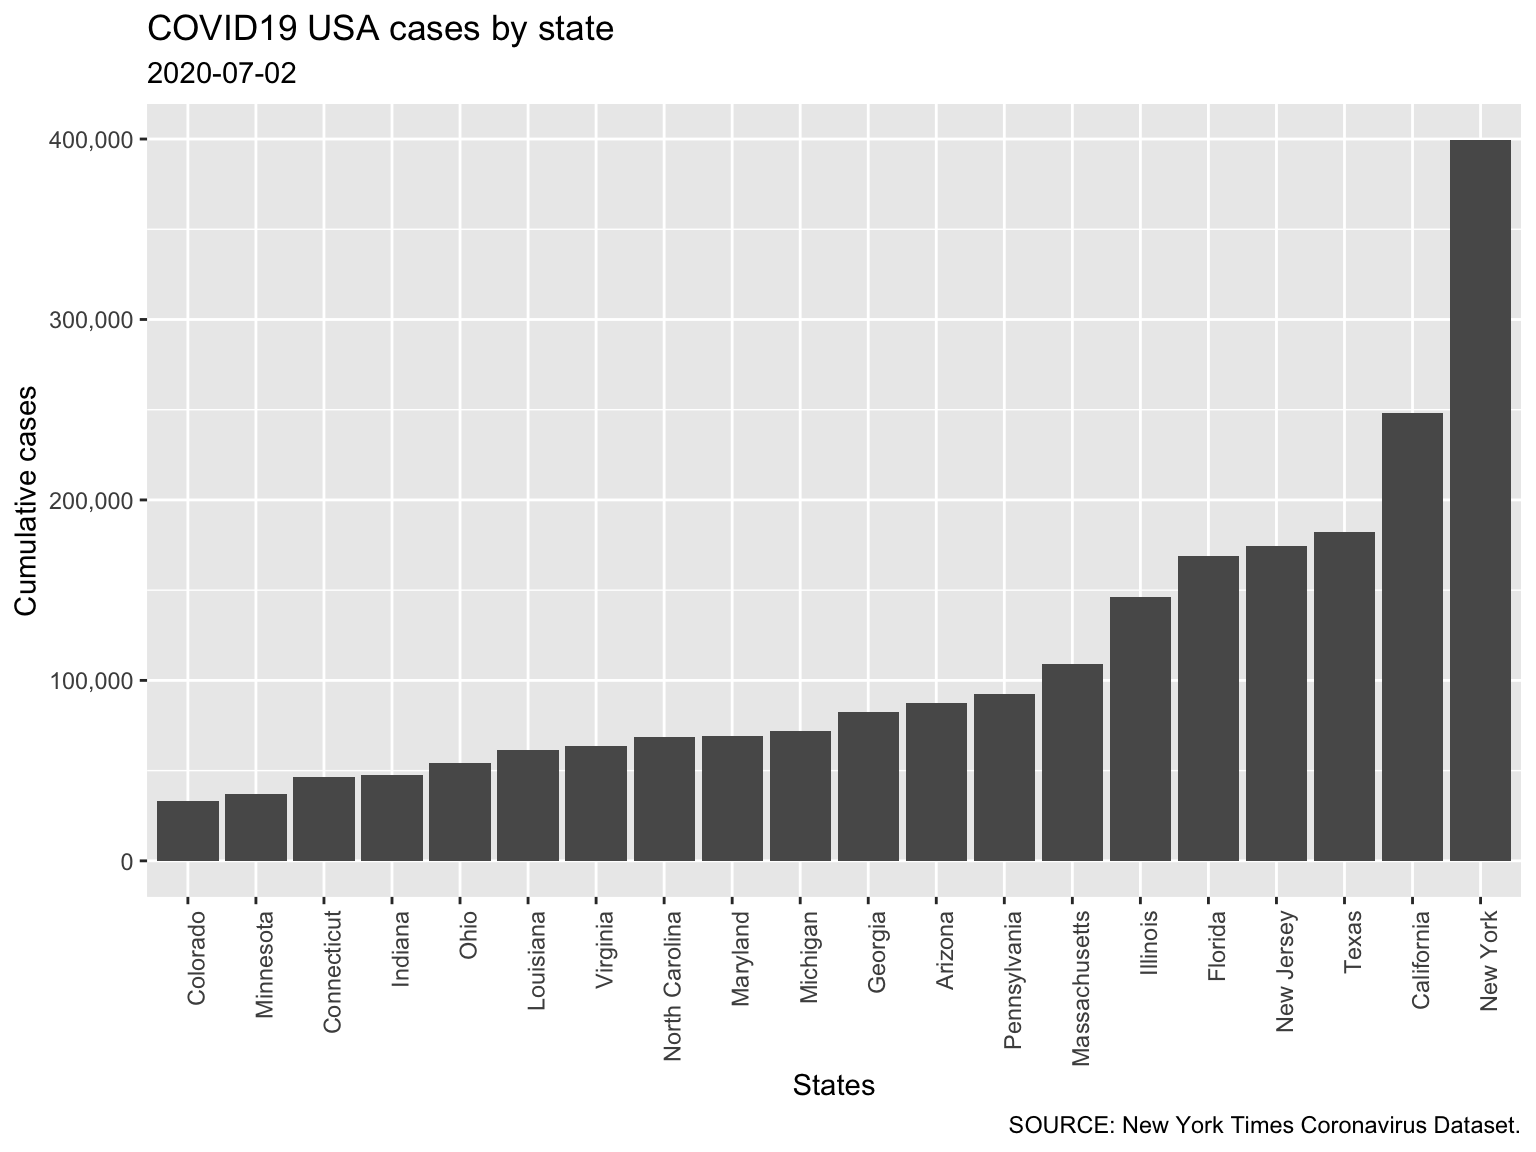 COVID19 USA cases by state
2020-07-02
400,000
300,000
200,000
100,000
0
Cumulative cases
Colorado
Minnesota
Connecticut
Indiana
Ohio
Louisiana
Virginia
North Carolina
Maryland
Michigan
Georgia
Arizona
Pennsylvania
Massachusetts
Illinois
Florida
New Jersey
Texas
California
New York
States
SOURCE: New York Times Coronavirus Dataset.